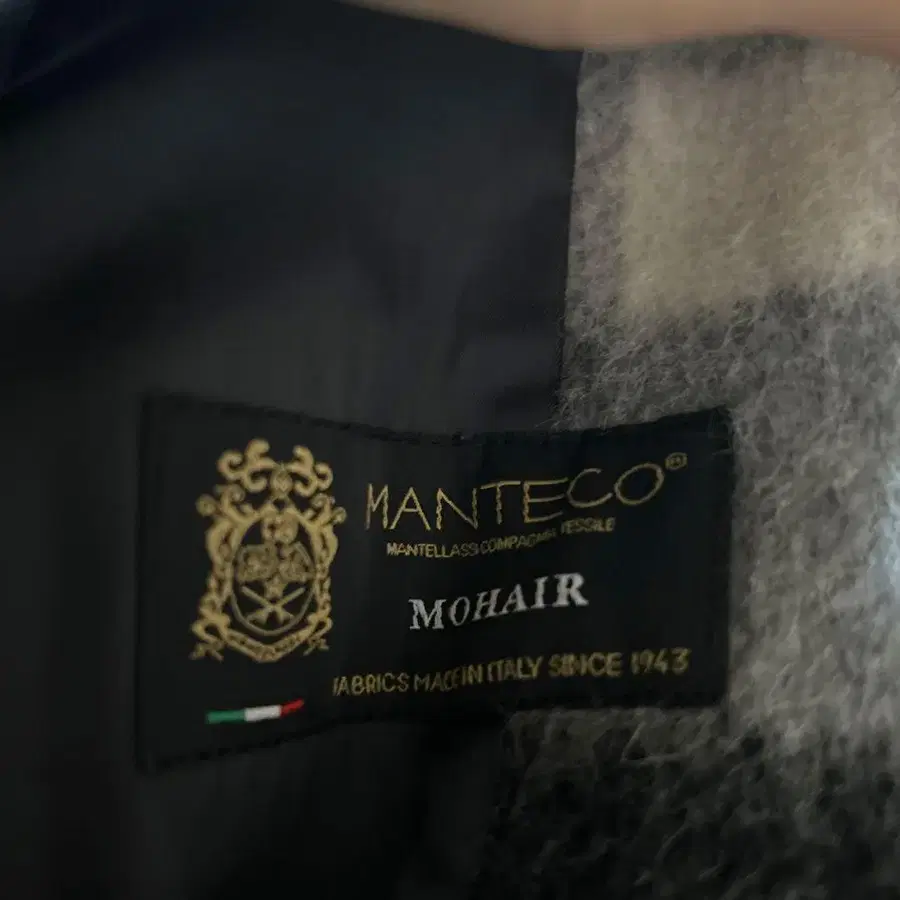 MANTECO®
MANTELLASSI COMPAGNIA TESSILE
MOHAIR
FABRICS MADE IN ITALY SINCE 1943